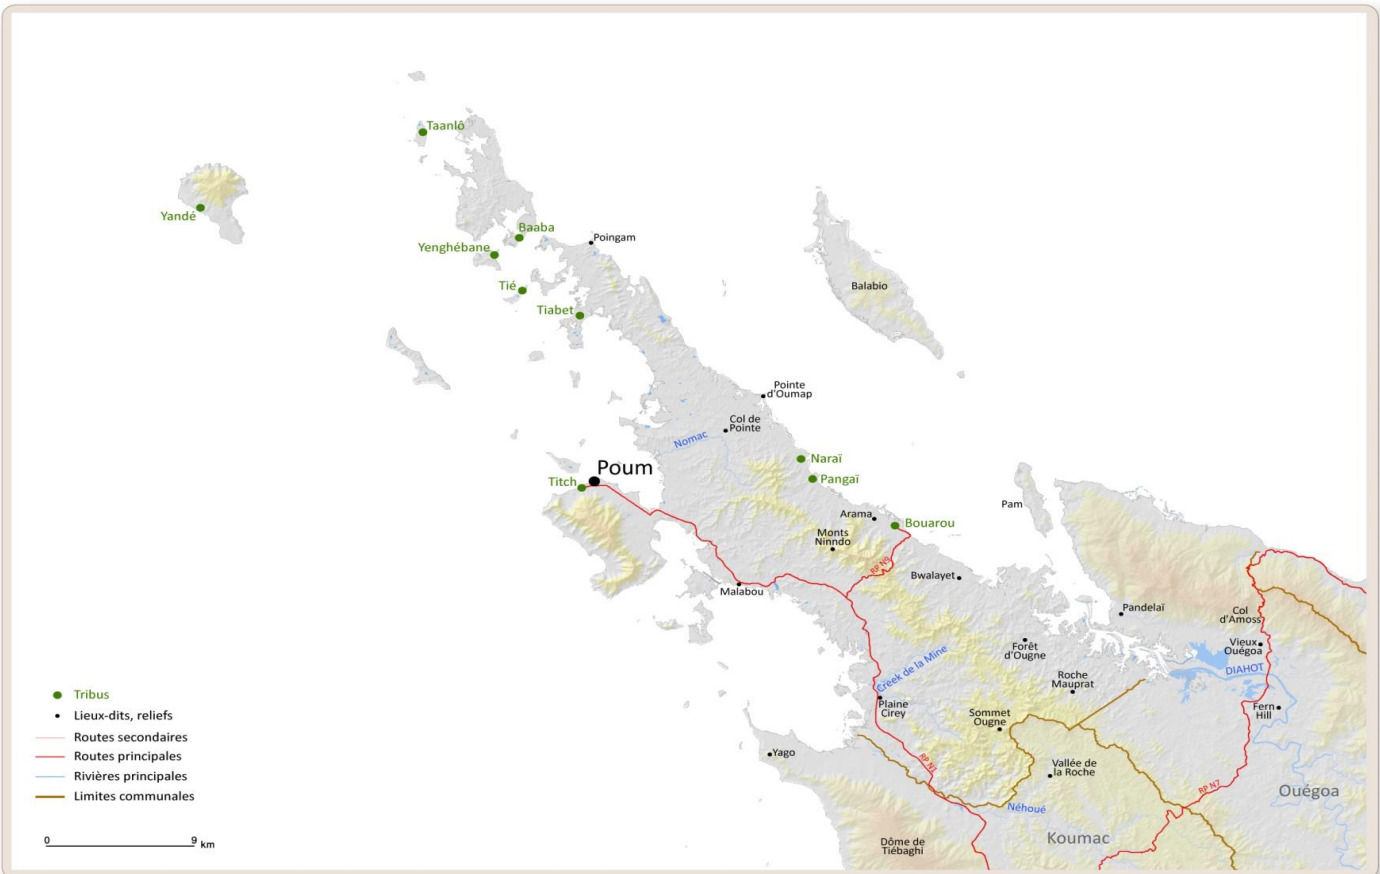 Taanlô
Yandé
Baaba
Poingam
Yenghébane
Tié
Balabio
Tiabet
Pointe
d'Oumap
Col de
Pointe
Nomac
Naraï
Poum
Pangaï
Titch
Pam
Arama
Bouarou
Monts
Ninndo
RP N9
Bwalayet
Malabou
Pandelaï
Col
d'Amoss
Forêt
d'Ougne
Vieux
Ouégoa
Creek de la Mine
DIAHOT
Roche
Mauprat
Tribus
Plaine
Cirey
Fern
Hill
Lieux-dits, reliefs
Sommet
Ougne
Routes secondaires
Yago
Routes principales
RP N1
Vallée de
la Roche
Rivières principales
RP N7
Ouégoa
Limites communales
Néhoué
Koumac
0 9 km
Dôme de
Tiébaghi